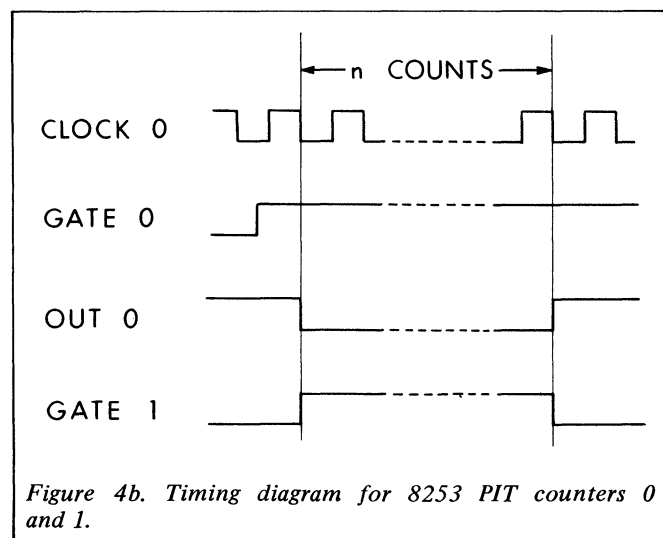 n COUNTS
CLOCK 0
GATE 0
OUT 0
GATE 1
Figure 4b. Timing diagram for 8253 PIT counters 0
and 1.